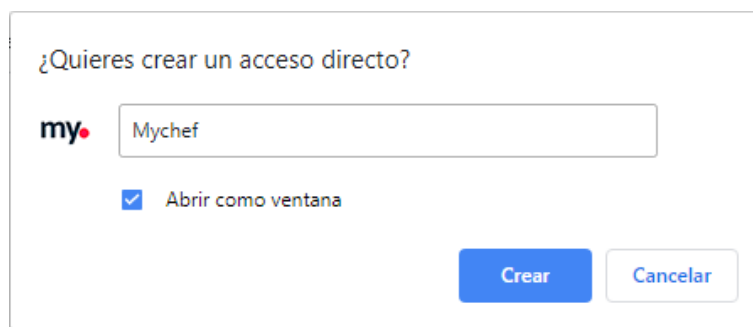 ¿Quieres crear un acceso directo?
my.
Mychef
Abrir como ventana
Crear
Cancelar